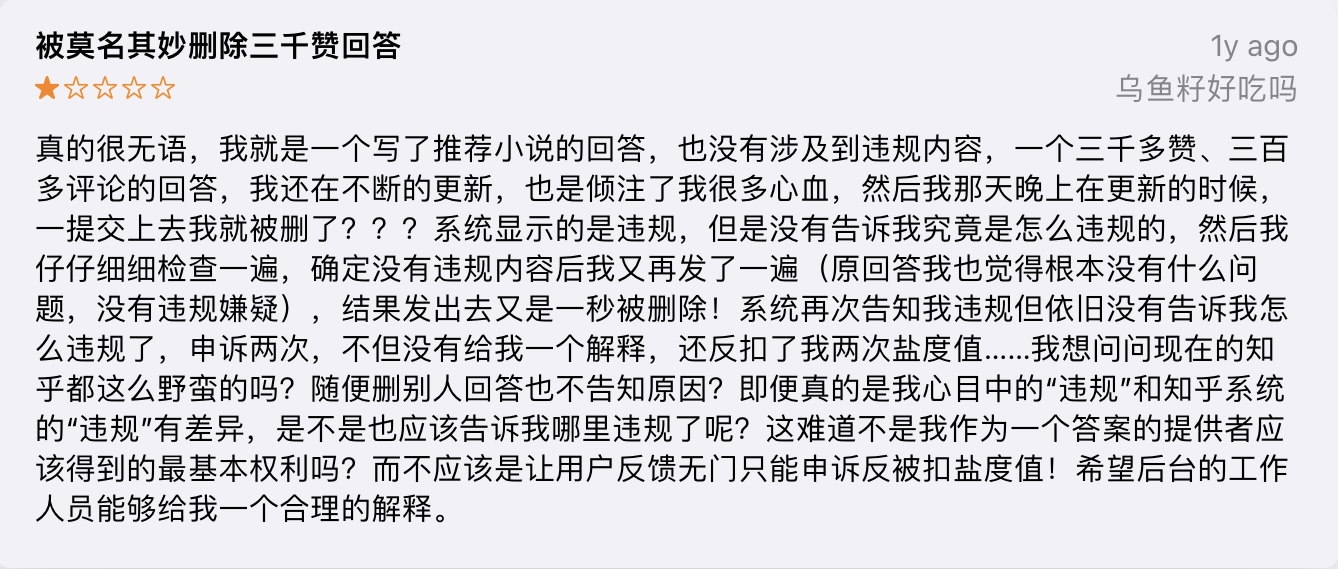 被莫名其妙删除三千赞回答
1y ago
乌鱼籽好吃吗
真的很无语，我就是一个写了推荐小说的回答，也没有涉及到违规内容，一个三千多赞、三百
多评论的回答，我还在不断的更新，也是倾注了我很多心血，然后我那天晚上在更新的时候，
一提交上去我就被删了？？？系统显示的是违规，但是没有告诉我究竟是怎么违规的，然后我
仔仔细细检查一遍，确定没有违规内容后我又再发了一遍（原回答我也觉得根本没有什么问
题，没有违规嫌疑），结果发出去又是一秒被删除！系统再次告知我违规但依旧没有告诉我怎
么违规了，申诉两次，不但没有给我一个解释，还反扣了我两次盐度值……我想问问现在的知
乎都这么野蛮的吗？随便删别人回答也不告知原因？即便真的是我心目中的“违规”和知乎系统
的“违规”有差异，是不是也应该告诉我哪里违规了呢？这难道不是我作为一个答案的提供者应
该得到的最基本权利吗？而不应该是让用户反馈无门只能申诉反被扣盐度值！希望后台的工作
人员能够给我一个合理的解释。